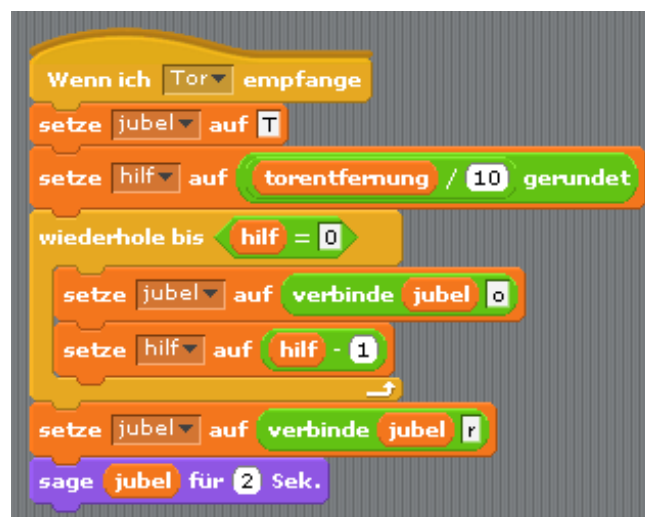 Wenn ich Tor empfange
setze jubel auf T
setze hilf auf torentfernung / 10 gerundet
wiederhole bis hilf = 0
setze jubel auf verbinde jubel o
setze hilf auf hilf - 1
setze jubel auf verbinde jubel r
sage jubel für 2 Sek.